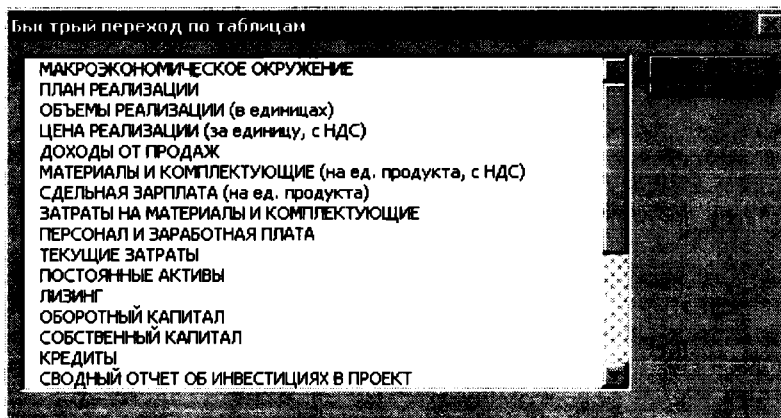 Быстрый переход по таблицам
МАКРОЭКОНОМИЧЕСКОЕ ОКРУЖЕНИЕ
ПЛАН РЕАЛИЗАЦИИ
ОБЪЕМЫ РЕАЛИЗАЦИИ (в единицах)
ЦЕНА РЕАЛИЗАЦИИ (за единицу, с НДС)
ДОХОДЫ ОТ ПРОДАЖ
МАТЕРИАЛЫ И КОМПЛЕКТУЮЩИЕ (на ед. продукта, с НДС)
СДЕЛЬНАЯ ЗАРПЛАТА (на ед. продукта)
ЗАТРАТЫ НА МАТЕРИАЛЫ И КОМПЛЕКТУЮЩИЕ
ПЕРСОНАЛ И ЗАРАБОТНАЯ ПЛАТА
ТЕКУЩИЕ ЗАТРАТЫ
ПОСТОЯННЫЕ АКТИВЫ
ЛИЗИНГ
ОБОРОТНЫЙ КАПИТАЛ
СОБСТВЕННЫЙ КАПИТАЛ
КРЕДИТЫ
СВОДНЫЙ ОТЧЕТ ОБ ИНВЕСТИЦИЯХ В ПРОЕКТ